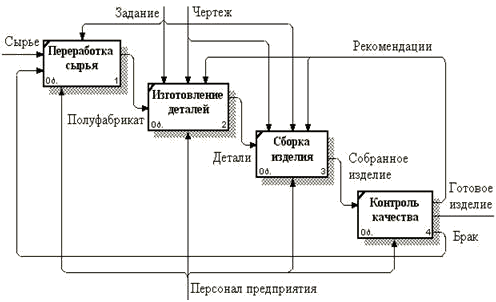 Задание
Чертеж
Сырье
Переработка
сырья
0б.
1
Рекомендации
Изготовление
деталей
0б.
2
Полуфабрикат
Сборка
изделия
0б.
3
Детали
Собранное
изделие
Контроль
качества
0б.
4
Готовое
изделие
Брак
Персонал предприятия